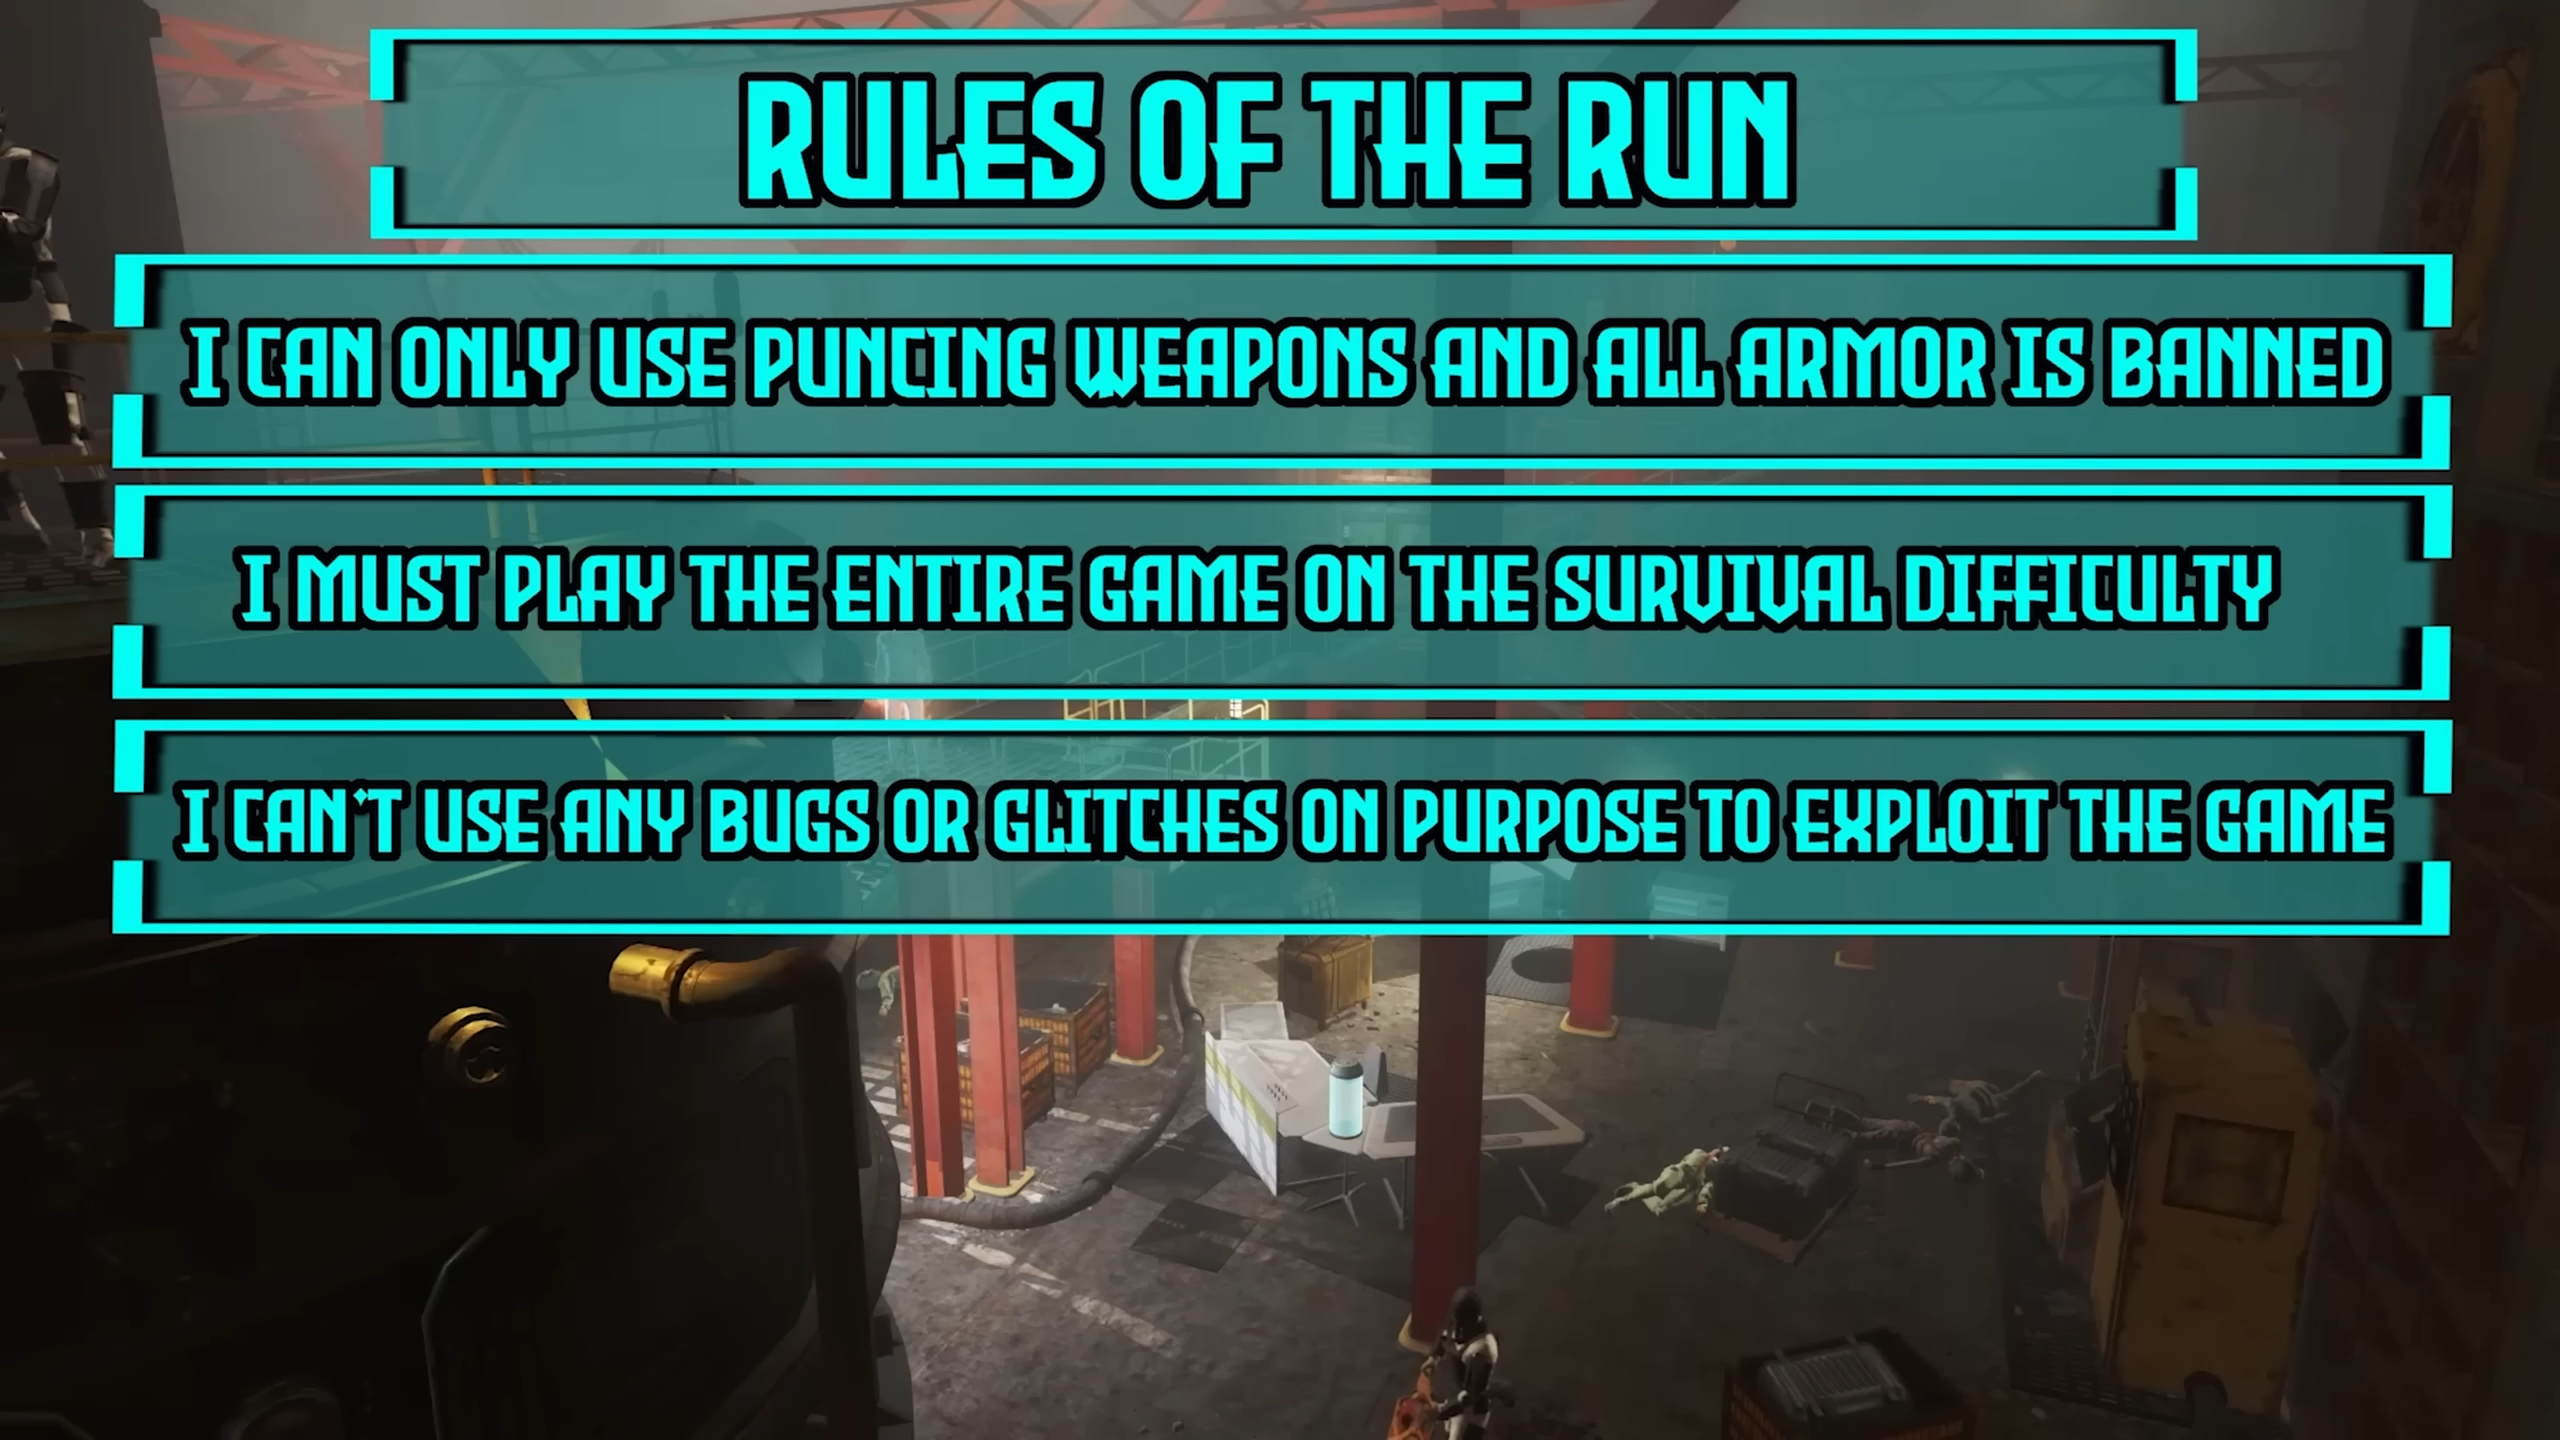 RULES OF THE RUN
I CAN ONLY USE PUNCING WEAPONS AND ALL ARMOR IS BANNED
I MUST PLAY THE ENTIRE GAME ON THE SURVIVAL DIFFICULTY
I CAN'T USE ANY BUGS OR GLITCHES ON PURPOSE TO EXPLOIT THE GAME